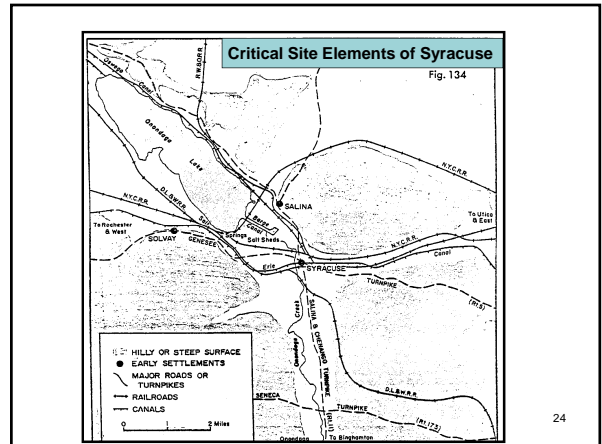 Critical Site Elements of Syracuse
Fig. 134
R.W.B.O.R.R.
Oswego
Canal
Onondaga
Lake
N.Y.C.R.R.
SALINA
D.L.&W.R.R.
N.Y.C.R.R.
Barge
Canal
To Utica
& East
To Rochester
& West
Salt
Springs
Salt Sheds
SOLVAY
GENESEE
N.Y.C.R.R.
Canal
Erie
SYRACUSE
TURNPIKE
(Rt.5)
Onondaga
Creek
SALINA &
TURNPIKE
(Rt.11)
HILLY OR STEEP SURFACE
EARLY SETTLEMENTS
MAJOR ROADS OR
TURNPIKES
RAILROADS
CANALS
0 2 Miles
D.L.&W.R.R.
SENECA
TURNPIKE
(Rt.175)
Onondaga
To Binghamton
24